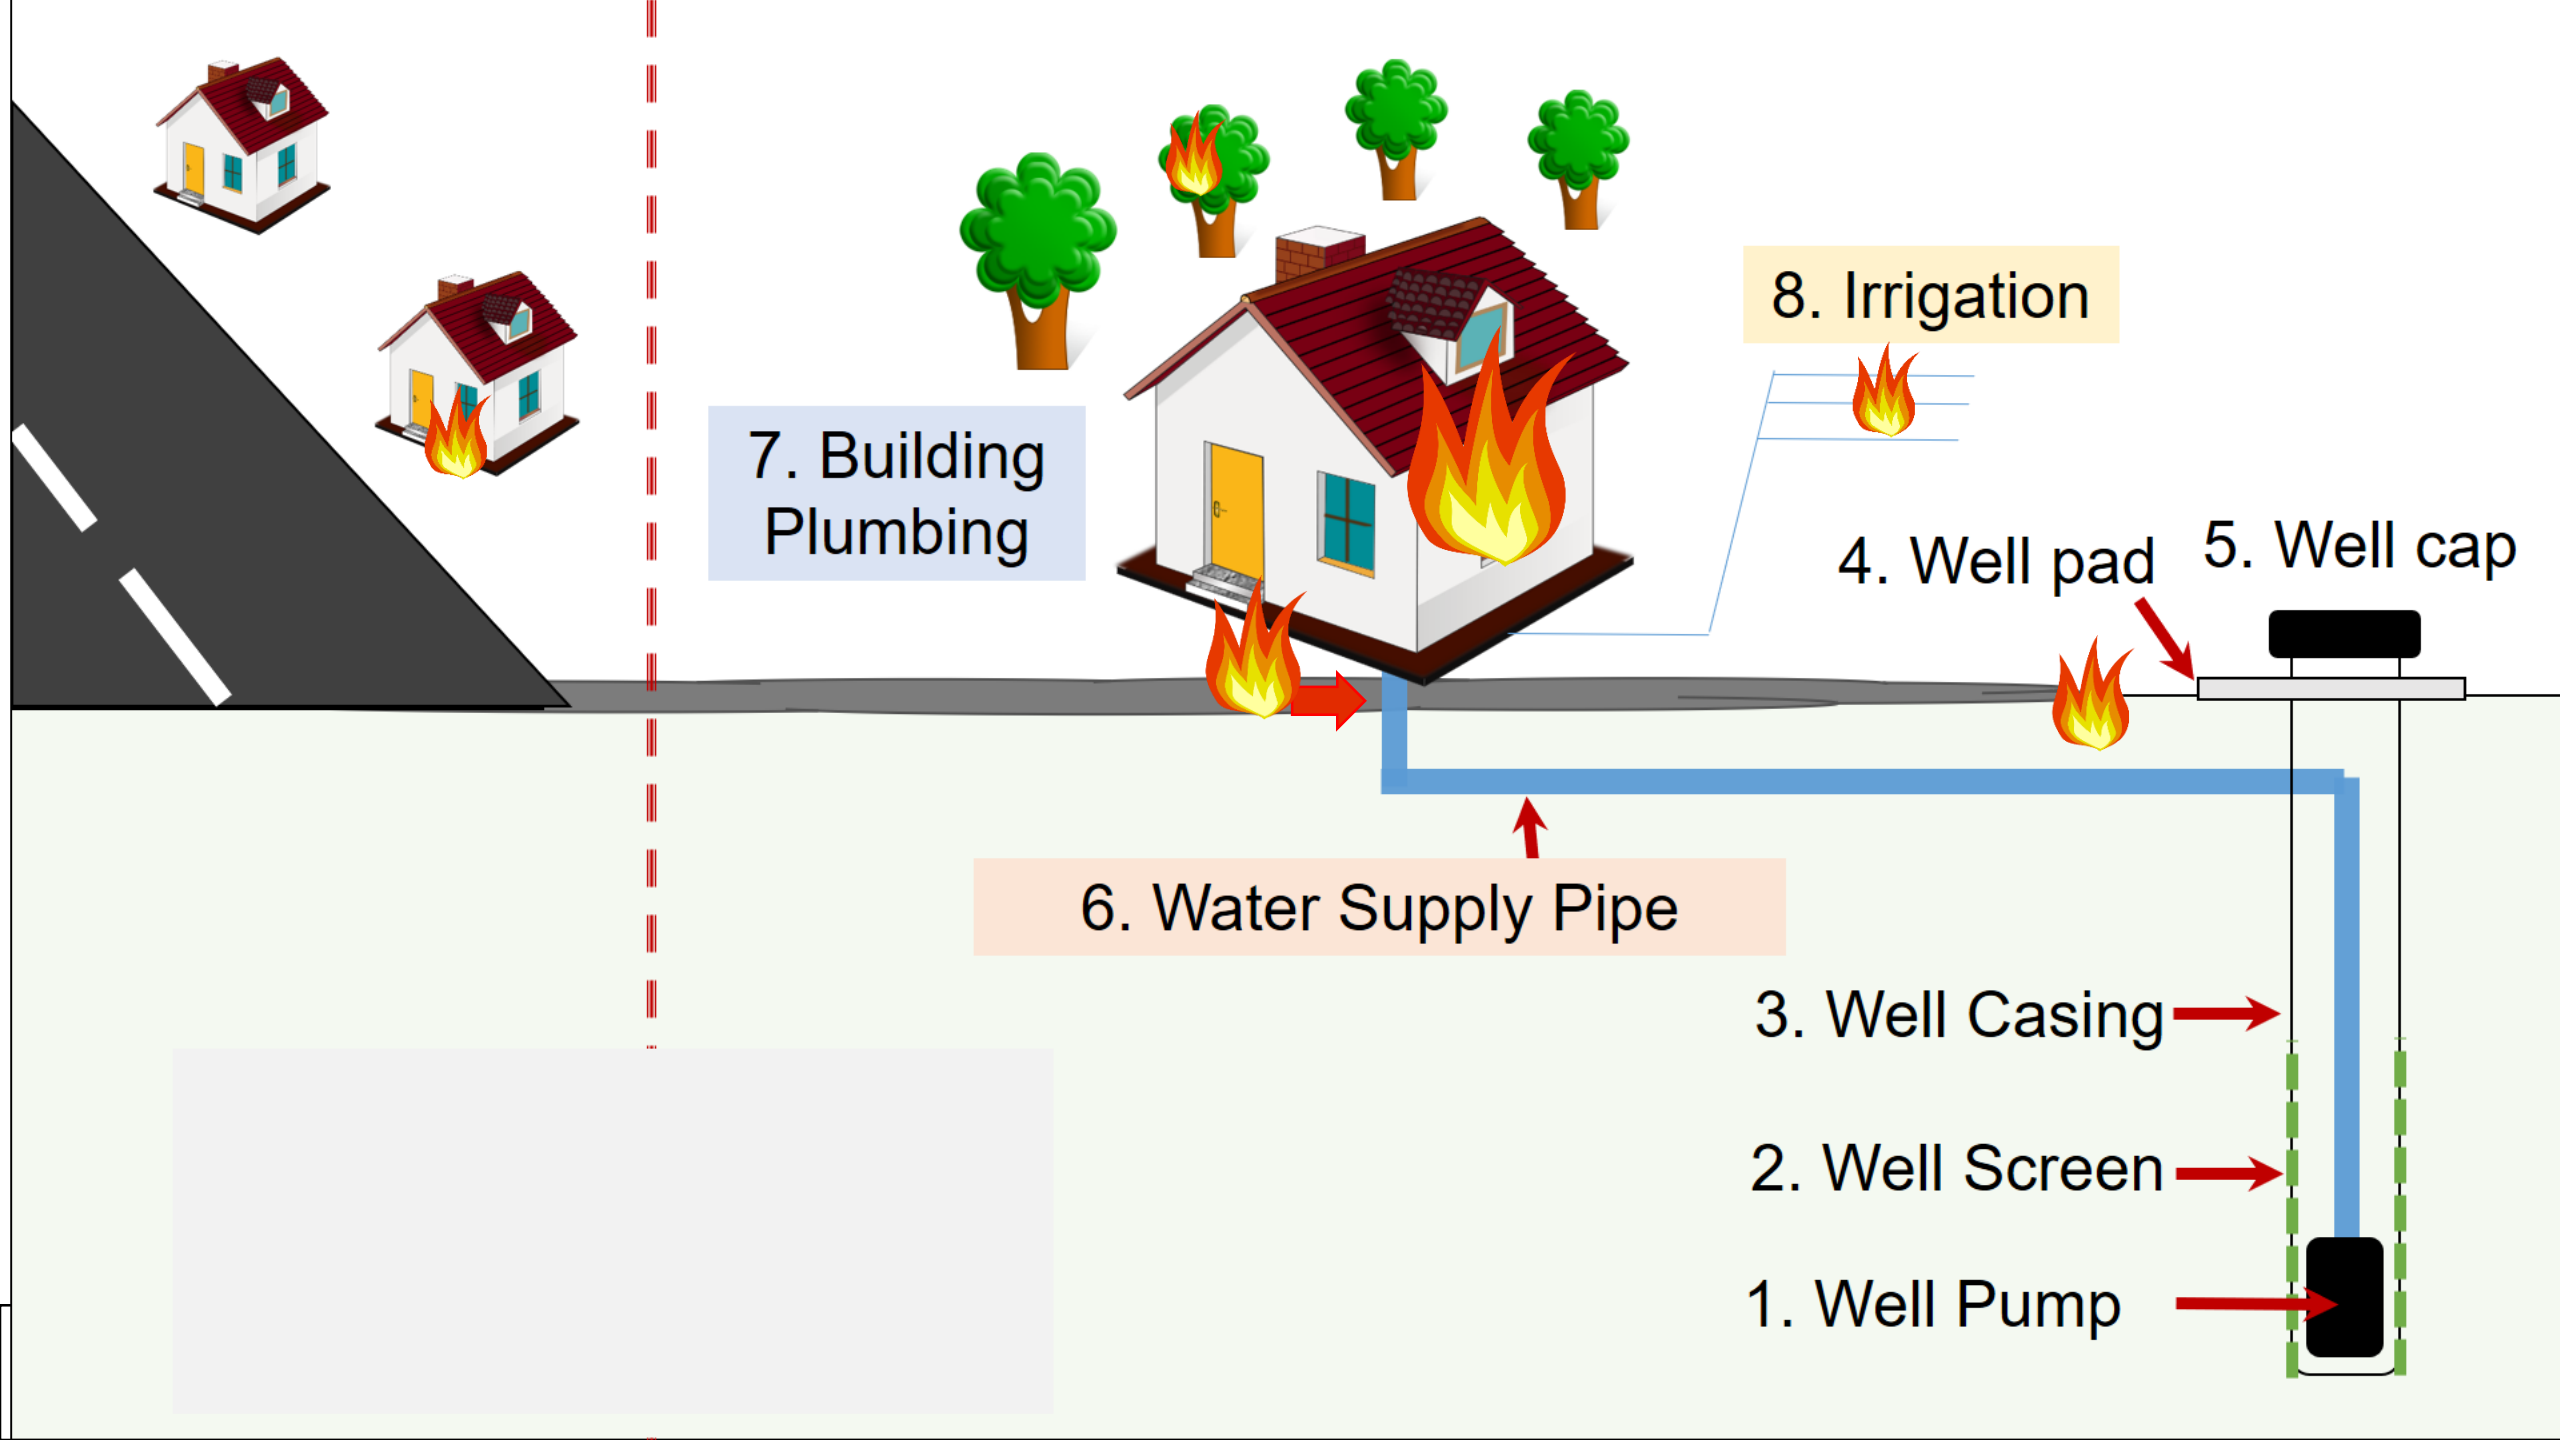 8. Irrigation
7. Building
Plumbing
4. Well pad
5. Well cap
6. Water Supply Pipe
3. Well Casing
2. Well Screen
1. Well Pump